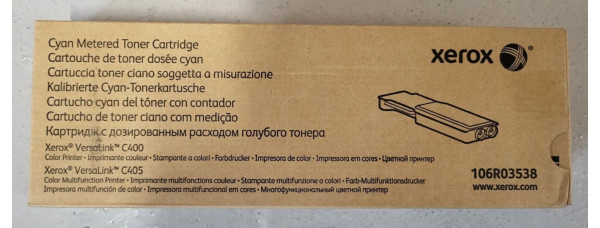 Cyan Metered Toner Cartridge
Cartouche de toner dosée cyan
Cartuccia toner ciano soggetta a misurazione
Kalibrierte Cyan-Tonerkartusche
Cartucho cyan del tóner con contador
Cartucho de toner ciano com medição
Картридж с дозированным расходом голубого тонера
Xerox® VersaLink™ C400
Color Printer · Imprimante couleur · Stampante a colori · Farbdrucker · Impresora de color · Impressora em cores · Цветной принтер
Xerox® VersaLink™ C405
Color Multifunction Printer · Imprimante multifonctions couleur · Stampante multifunzione a colori · Farb-Multifunktionsdrucker
Impresora multifunción de color · Impressora multifuncional em cores · Многофункциональный цветной принтер
xerox
106R03538
www.xerox.com